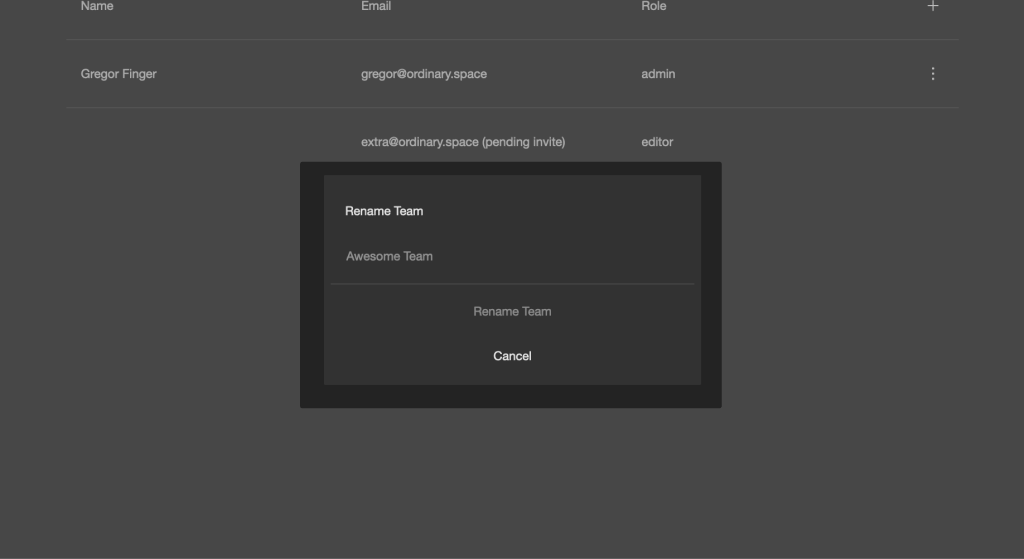 Name Email Role
Gregor Finger gregor@ordinary.space admin
extra@ordinary.space (pending invite) editor
Rename Team
Awesome Team
Rename Team
Cancel